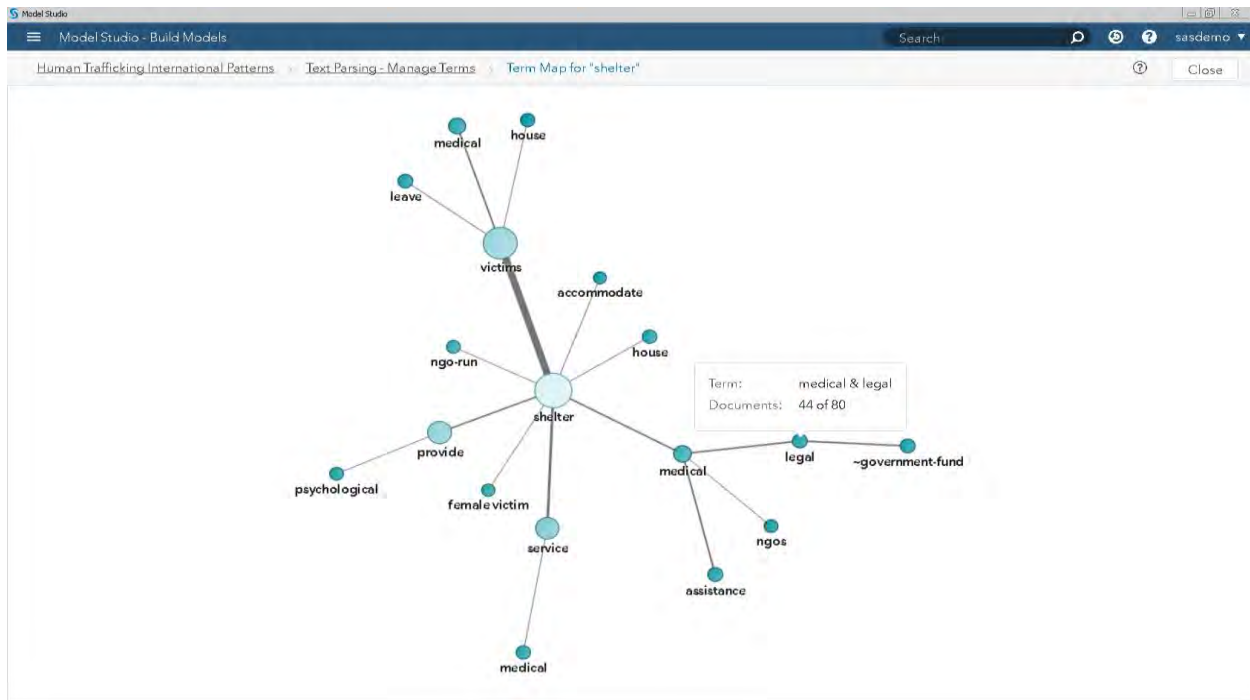 Model Studio
Model Studio - Build Models
Search
sasdemo
Human Trafficking International Patterns
Text Parsing - Manage Terms
Term Map for "shelter"
Close
medical
house
leave
victims
accommodate
house
ngo-run
Term: medical & legal
Documents: 44 of 80
shelter
provide
medical
legal
~government-fund
psychological
female victim
service
ngos
assistance
medical